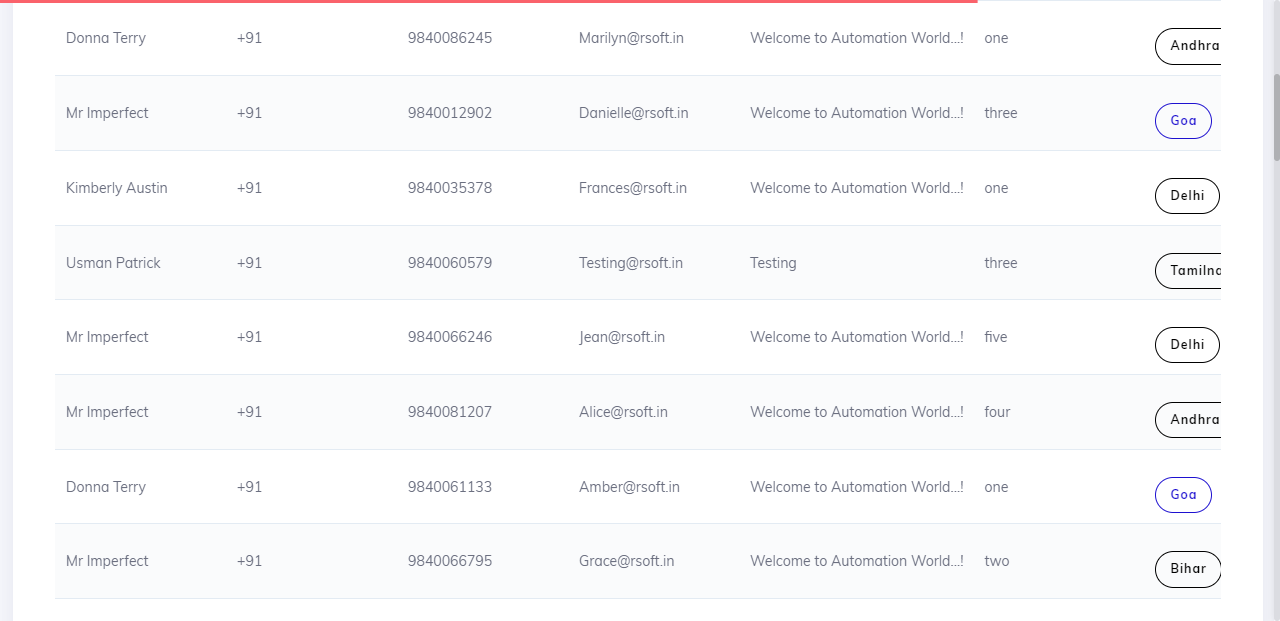 Donna Terry +91 9840086245 Marilyn@rsoft.in Welcome to Automation World...! one Andhra
Mr Imperfect +91 9840012902 Danielle@rsoft.in Welcome to Automation World...! three Goa
Kimberly Austin +91 9840035378 Frances@rsoft.in Welcome to Automation World...! one Delhi
Usman Patrick +91 9840060579 Testing@rsoft.in Testing three
Mr Imperfect +91 9840066246 Jean@rsoft.in Welcome to Automation World...! five Delhi
Mr Imperfect +91 9840081207 Alice@rsoft.in Welcome to Automation World...! four Andhra
Donna Terry +91 9840061133 Amber@rsoft.in Welcome to Automation World...! one Goa
Mr Imperfect +91 9840066795 Grace@rsoft.in Welcome to Automation World...! two Bihar